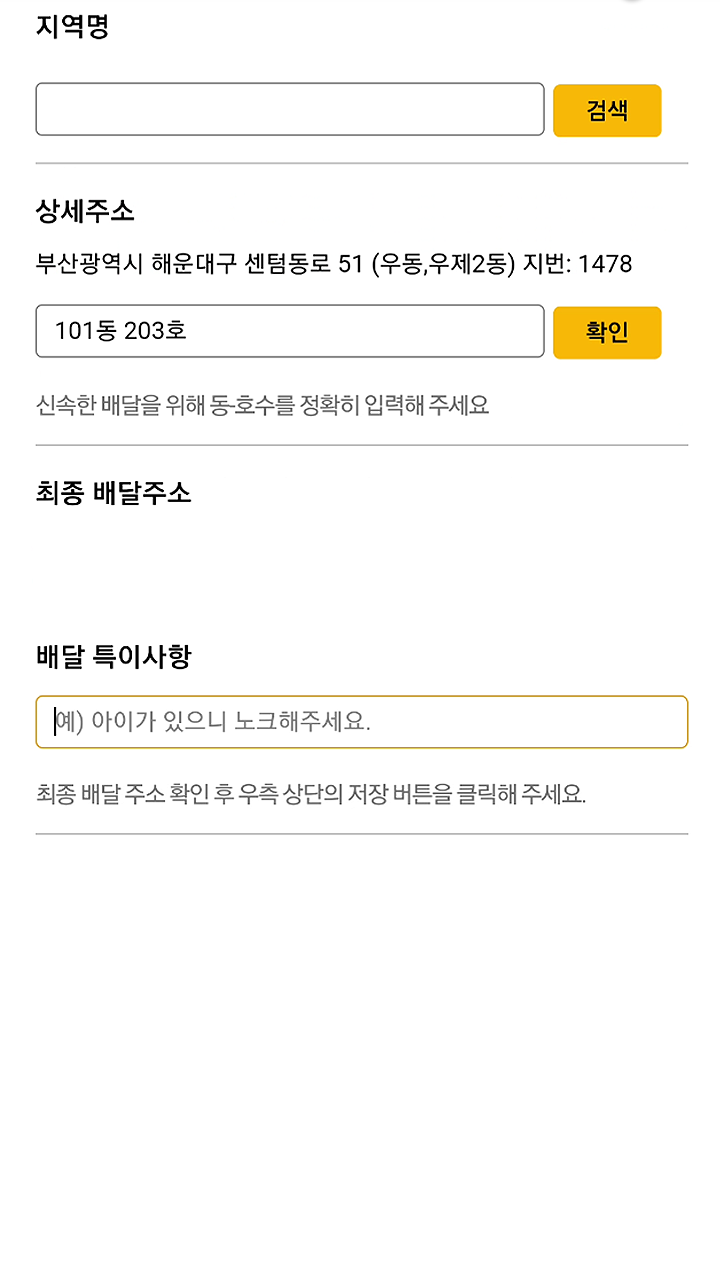 지역명
검색
상세주소
부산광역시 해운대구 센텀동로 51 (우동,우제2동) 지번: 1478
101동 203호
확인
신속한 배달을 위해 동·호수를 정확히 입력해 주세요
최종 배달주소
배달 특이사항
예) 아이가 있으니 노크해주세요.
최종 배달 주소 확인 후 우측 상단의 저장 버튼을 클릭해 주세요.